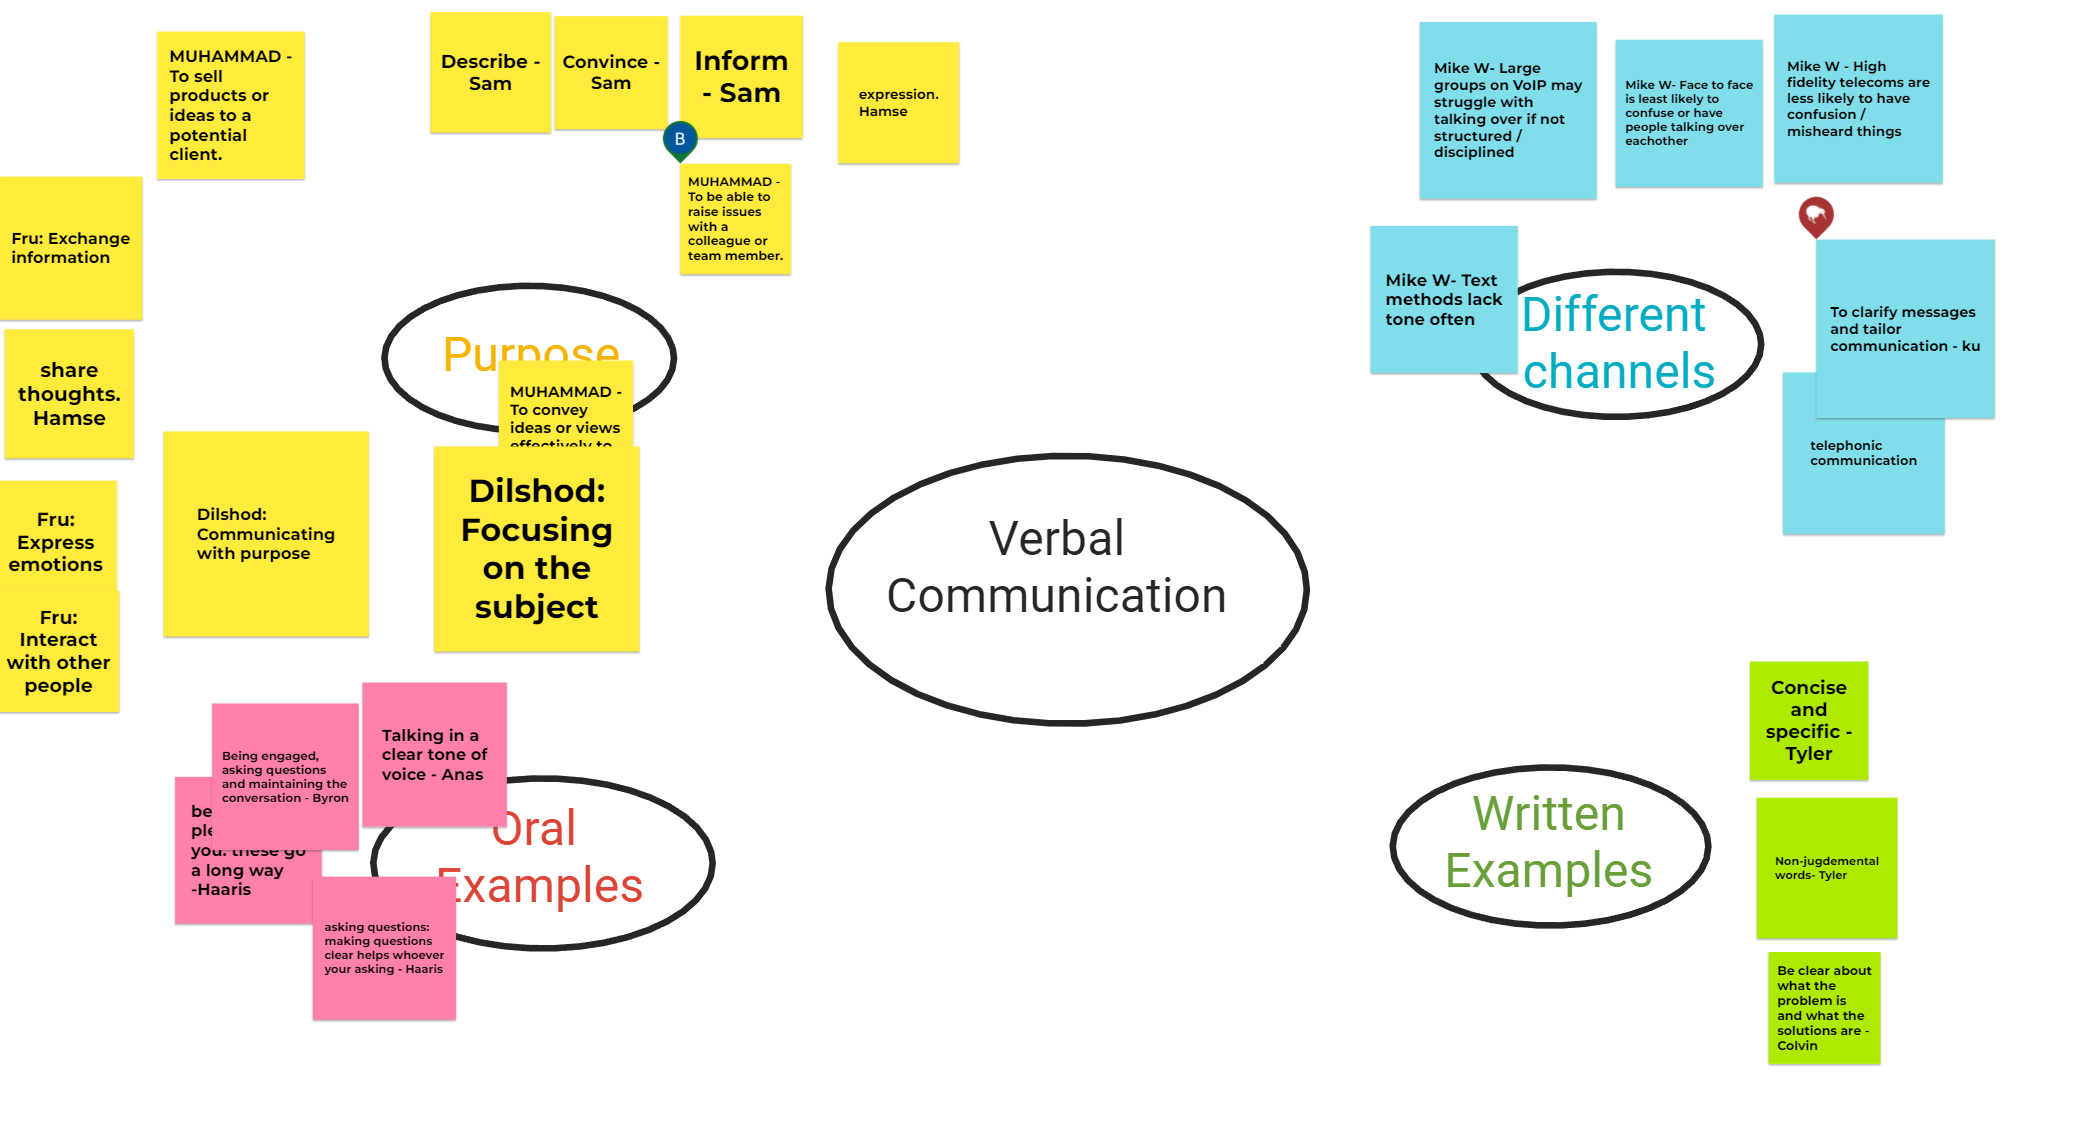 MUHAMMAD -
To sell
products or
ideas to a
potential
client.
Describe -
Sam
Convince -
Sam
Inform
- Sam
expression.
Hamse
B
MUHAMMAD -
To be able to
raise issues
with a
colleague or
team member.
Fru: Exchange
information
share
thoughts.
Hamse
Fru:
Express
emotions
Fru:
Interact
with other
people
Dilshod:
Communicating
with purpose
Purpose
MUHAMMAD -
To convey
ideas or views
effectively to
Dilshod:
Focusing
on the
subject
Mike W- Large
groups on VoIP may
struggle with
talking over if not
structured /
disciplined
Mike W- Face to face
is least likely to
confuse or have
people talking over
eachother
Mike W - High
fidelity telecoms are
less likely to have
confusion /
misheard things
Mike W- Text
methods lack
tone often
Different
channels
To clarify messages
and tailor
communication - ku
telephonic
communication
Verbal
Communication
Being engaged,
asking questions
and maintaining the
conversation - Byron
Talking in a
clear tone of
voice - Anas
you. these go
a long way
-Haaris
asking questions:
making questions
clear helps whoever
your asking - Haaris
Oral
Examples
Written
Examples
Concise
and
specific -
Tyler
Non-jugdemental
words- Tyler
Be clear about
what the
problem is
and what the
solutions are -
Colvin